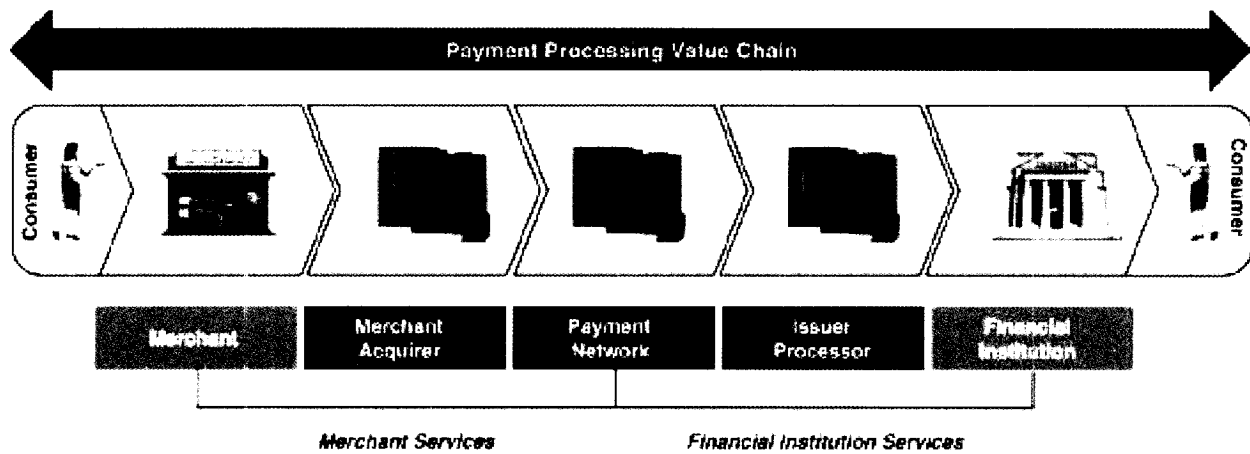 Payment Processing Value Chain
Consumer
Consumer
Merchant
Merchant
Acquirer
Payment
Network
Issuer
Processor
Financial
Institution
Merchant Services
Financial Institution Services